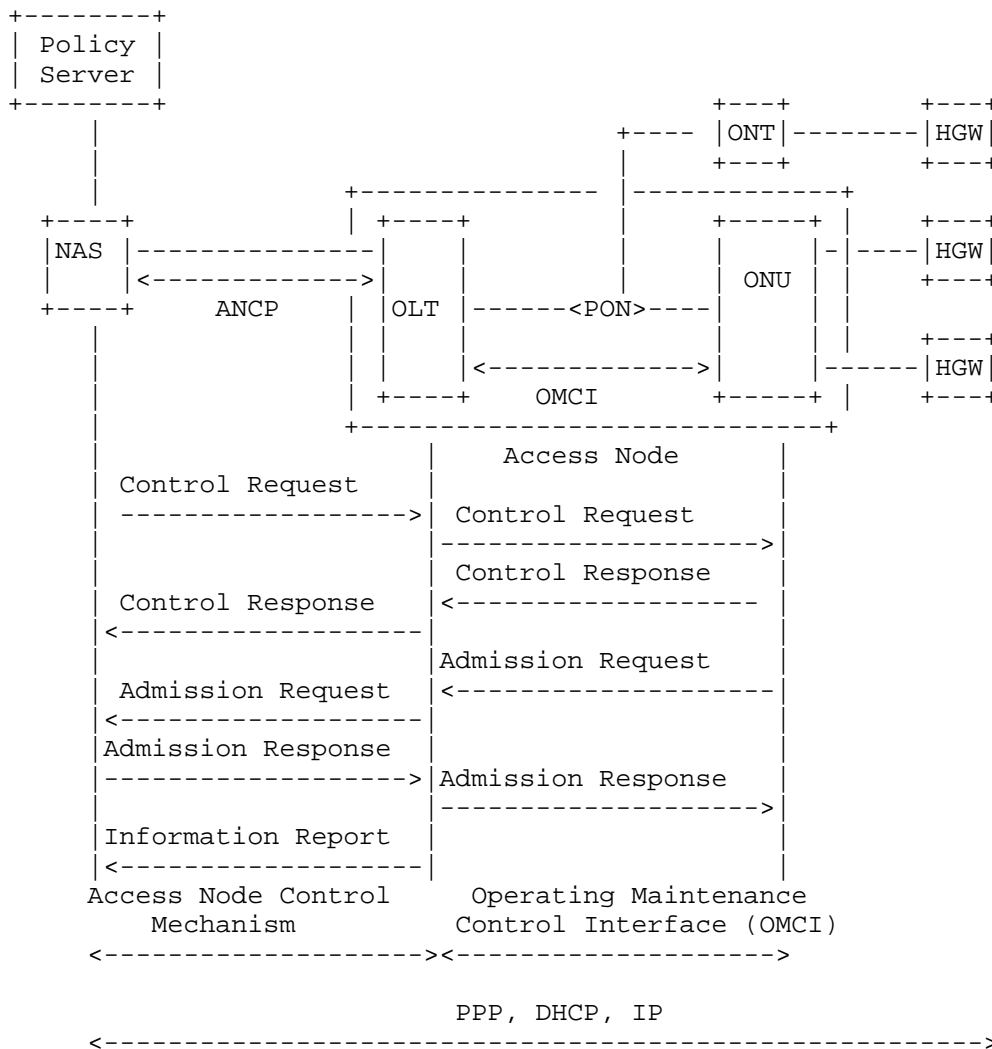 Policy
Server
ONT
HGW
NAS
HGW
ONU
ANCP
OLT
<PON>
HGW
OMCI
Access Node
Control Request
Control Request
Control Response
Control Response
Admission Request
Admission Request
Admission Response
Admission Response
Information Report
Access Node Control
Mechanism
Operating Maintenance
Control Interface (OMCI)
PPP, DHCP, IP